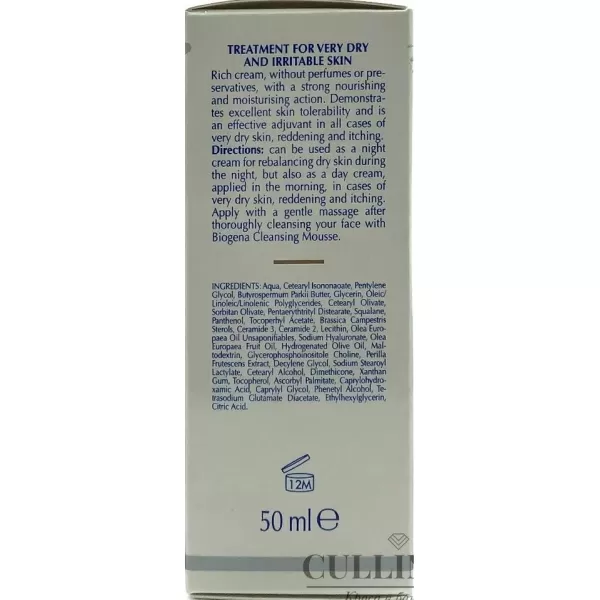 TREATMENT FOR VERY DRY
AND IRRITABLE SKIN
Rich cream, without perfumes or pre-
servatives, with a strong nourishing
and moisturising action. Demonstra-
tes excellent skin tolerability and is
an effective adjuvant in all cases of
very dry skin, reddening and itching.
Directions: can be used as a night
cream for rebalancing dry skin during
the night, but also as a day cream,
applied in the morning, in cases of
very dry skin, reddening and itching.
Apply with a gentle massage after
thoroughly cleansing your face with
Biogena Cleansing Mousse.
INGREDIENTS: Aqua, Cetearyl Isononaoate, Pentylene
Glycol, Butyrospermum Parkii Butter, Glycerin, Oleic/
Linoleic/Linolenic Polyglycerides, Cetearyl Olivate,
Sorbitan Olivate, Pentaerythrityl Distearate, Squalane,
Panthenol, Tocopherlyl Acetate, Brassica Campestris
Sterols, Ceramide 3, Ceramide 2, Lecithin, Olea Euro-
paea Oil Unsaponifiables, Sodium Hyaluronate, Olea
Europaea Fruit Oil, Hydrogenated Olive Oil, Mal-
todextrin, Glycerophosphoinositole Choline, Perilla
Frutescens Extract, Decylene Glycol, Sodium Stearoyl
Lactylate, Cetearyl Alcohol, Dimethicone, Xanthan
Gum, Tocopherol, Ascorbyl Palmitate, Caprylohydro-
xamic Acid, Caprylyl Glycol, Phenetyl Alcohol, Te-
trasodium Glutamate Diacetate, Ethylhexylglycerin,
Citric Acid.
12M
50 ml ℮
CULLIN